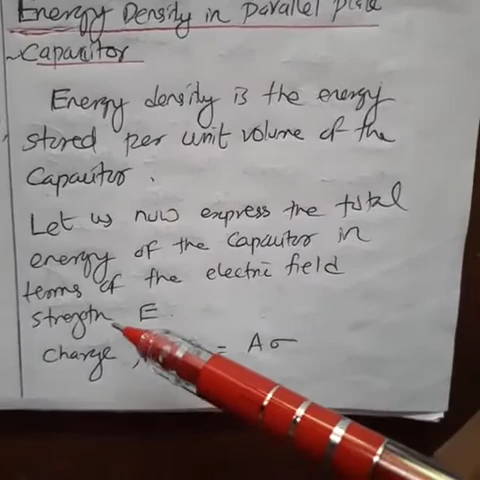 Energy Density in Parallel Plate
Capacitor
Energy density is the energy
stored per unit volume of the
Capacitor.
Let us now express the total
energy of the Capacitor in
terms of the electric field
strength E.
Charge, = Aσ